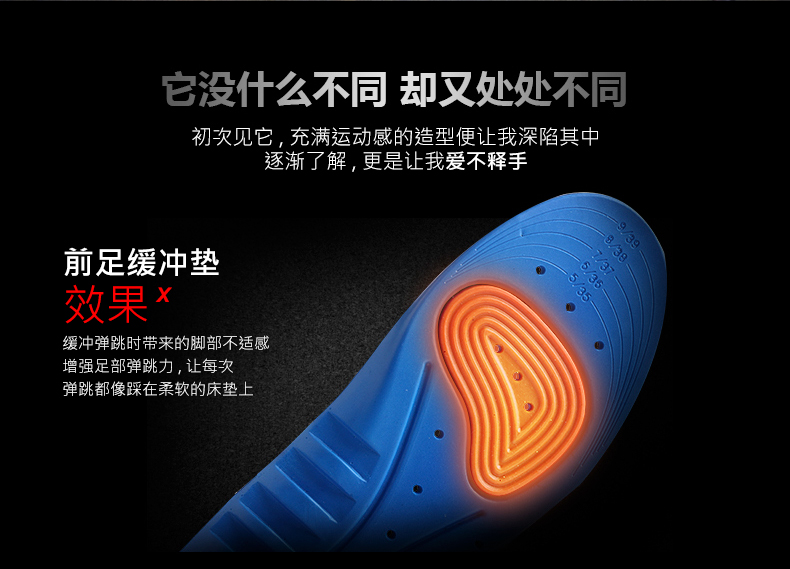 它没什么不同 却又处处不同
初次见它，充满运动感的造型便让我深陷其中
逐渐了解，更是让我爱不释手
前足缓冲垫
效果x
缓冲弹跳时带来的脚部不适感
增强足部弹跳力，让每次
弹跳都像踩在柔软的床垫上
9/39
8/38
7/37
6/36
5/35